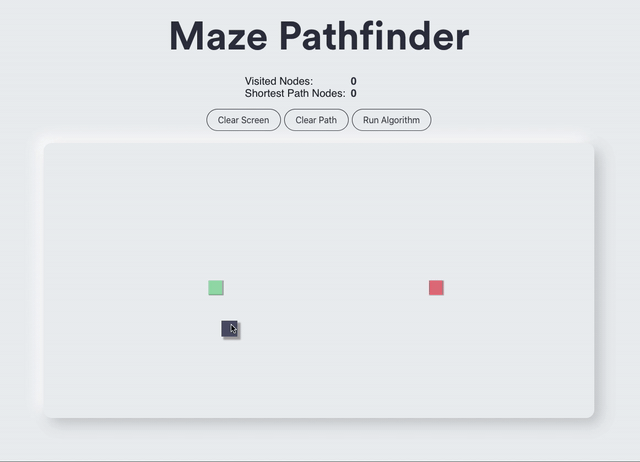 Maze Pathfinder
Visited Nodes: 0
Shortest Path Nodes: 0
Clear Screen Clear Path Run Algorithm